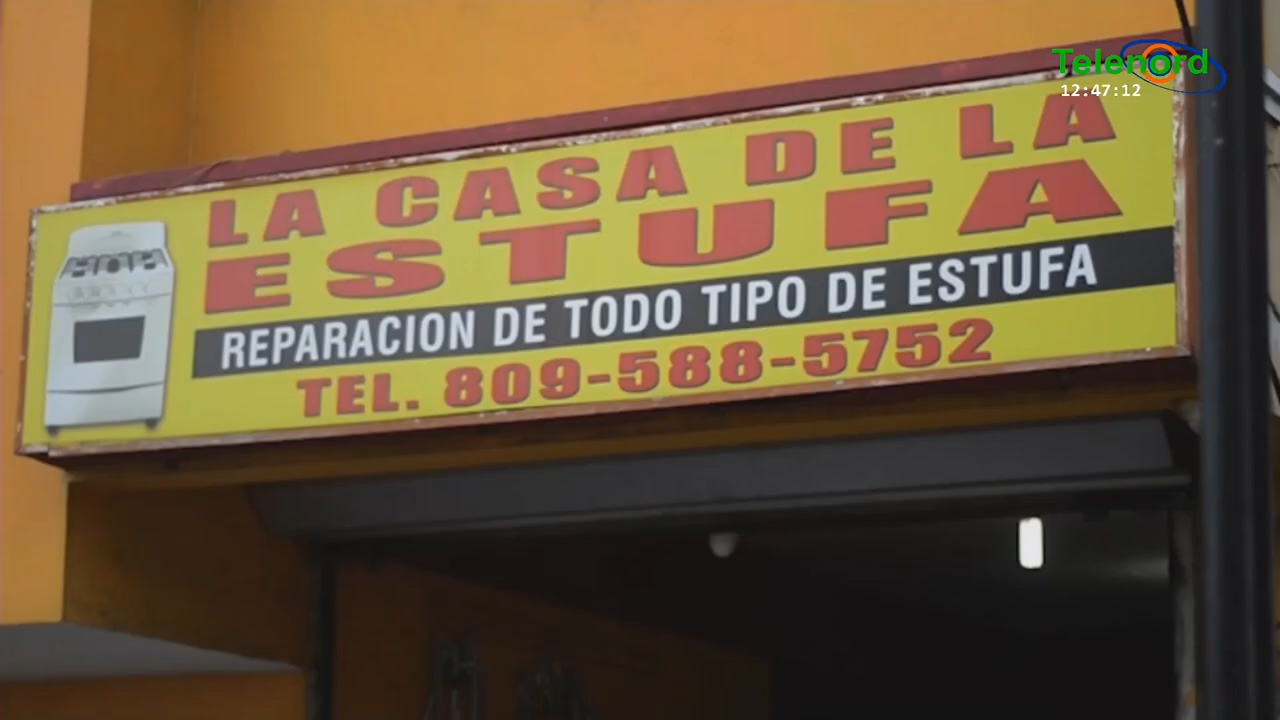 Telenord
12:47:12
LA CASA DE LA
ESTUFA
REPARACION DE TODO TIPO DE ESTUFA
TEL. 809-588-5752